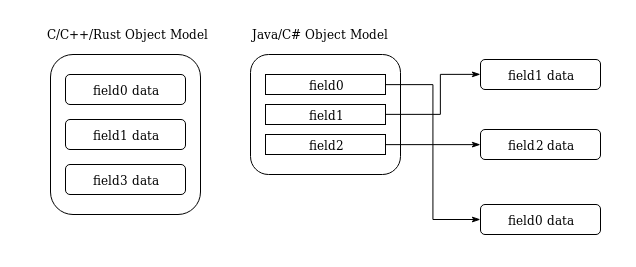 C/C++/Rust Object Model
field0 data
field1 data
field3 data
Java/C# Object Model
field0
field1
field2
field1 data
field2 data
field0 data